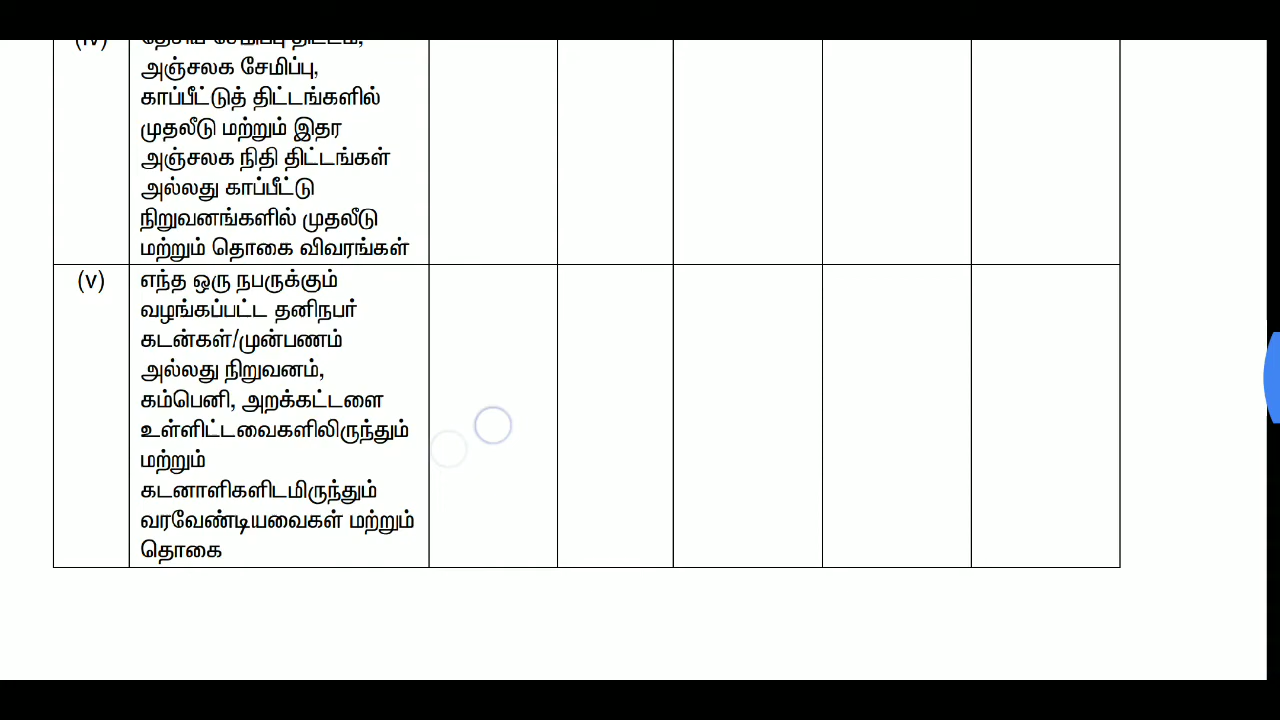 (iv)
தேசிய சேமிப்பு திட்டம்,
அஞ்சலக சேமிப்பு,
காப்பீட்டுத் திட்டங்களில்
முதலீடு மற்றும் இதர
அஞ்சலக நிதி திட்டங்கள்
அல்லது காப்பீட்டு
நிறுவனங்களில் முதலீடு
மற்றும் தொகை விவரங்கள்
(v)
எந்த ஒரு நபருக்கும்
வழங்கப்பட்ட தனிநபர்
கடன்கள்/முன்பணம்
அல்லது நிறுவனம்,
கம்பெனி, அறக்கட்டளை
உள்ளிட்டவைகளிலிருந்தும்
மற்றும்
கடனாளிகளிடமிருந்தும்
வரவேண்டியவைகள் மற்றும்
தொகை